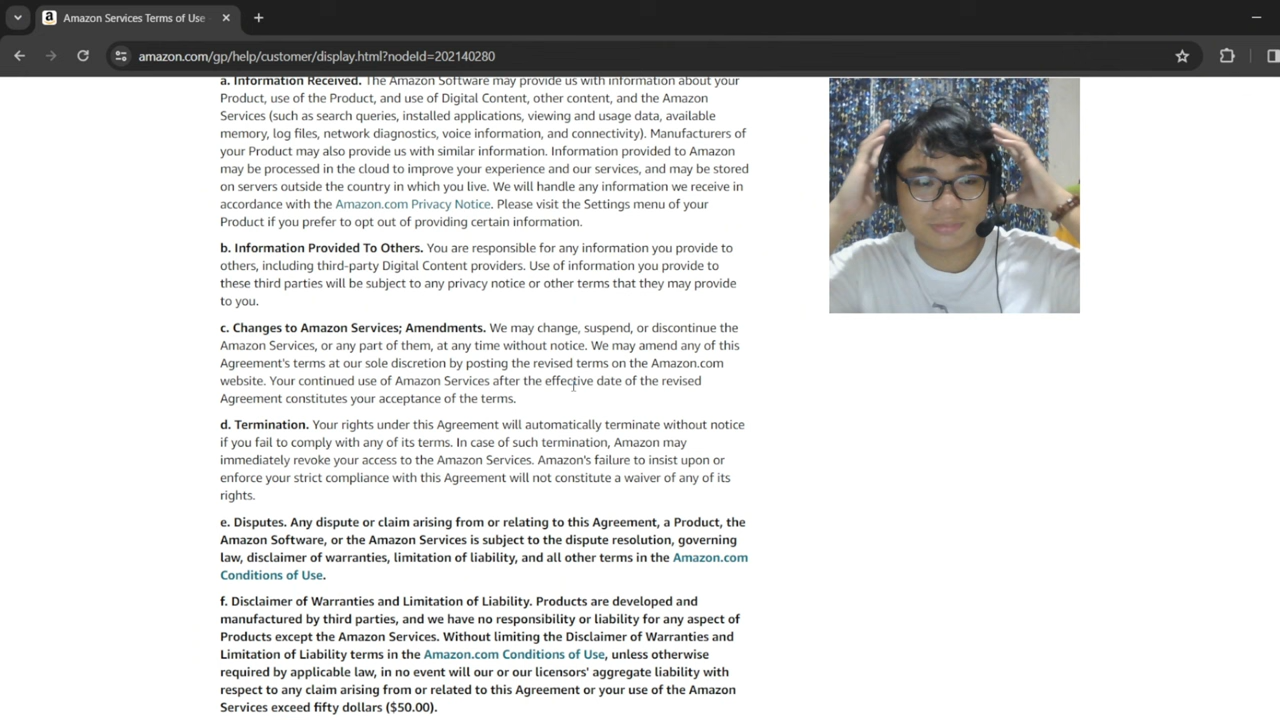 Amazon Services Terms of Use
amazon.com/gp/help/customer/display.html?nodeId=202140280
a. Information Received. The Amazon Software may provide us with information about your
Product, use of the Product, and use of Digital Content, other content, and the Amazon
Services (such as search queries, installed applications, viewing and usage data, available
memory, log files, network diagnostics, voice information, and connectivity). Manufacturers of
your Product may also provide us with similar information. Information provided to Amazon
may be processed in the cloud to improve your experience and our services, and may be stored
on servers outside the country in which you live. We will handle any information we receive in
accordance with the Amazon.com Privacy Notice. Please visit the Settings menu of your
Product if you prefer to opt out of providing certain information.
b. Information Provided To Others. You are responsible for any information you provide to
others, including third-party Digital Content providers. Use of information you provide to
these third parties will be subject to any privacy notice or other terms that they may provide
to you.
c. Changes to Amazon Services; Amendments. We may change, suspend, or discontinue the
Amazon Services, or any part of them, at any time without notice. We may amend any of this
Agreement's terms at our sole discretion by posting the revised terms on the Amazon.com
website. Your continued use of Amazon Services after the effective date of the revised
Agreement constitutes your acceptance of the terms.
d. Termination. Your rights under this Agreement will automatically terminate without notice
if you fail to comply with any of its terms. In case of such termination, Amazon may
immediately revoke your access to the Amazon Services. Amazon's failure to insist upon or
enforce your strict compliance with this Agreement will not constitute a waiver of any of its
rights.
e. Disputes. Any dispute or claim arising from or relating to this Agreement, a Product, the
Amazon Software, or the Amazon Services is subject to the dispute resolution, governing
law, disclaimer of warranties, limitation of liability, and all other terms in the Amazon.com
Conditions of Use.
f. Disclaimer of Warranties and Limitation of Liability. Products are developed and
manufactured by third parties, and we have no responsibility or liability for any aspect of
Products except the Amazon Services. Without limiting the Disclaimer of Warranties and
Limitation of Liability terms in the Amazon.com Conditions of Use, unless otherwise
required by applicable law, in no event will our or our licensors' aggregate liability with
respect to any claim arising from or related to this Agreement or your use of the Amazon
Services exceed fifty dollars ($50.00).